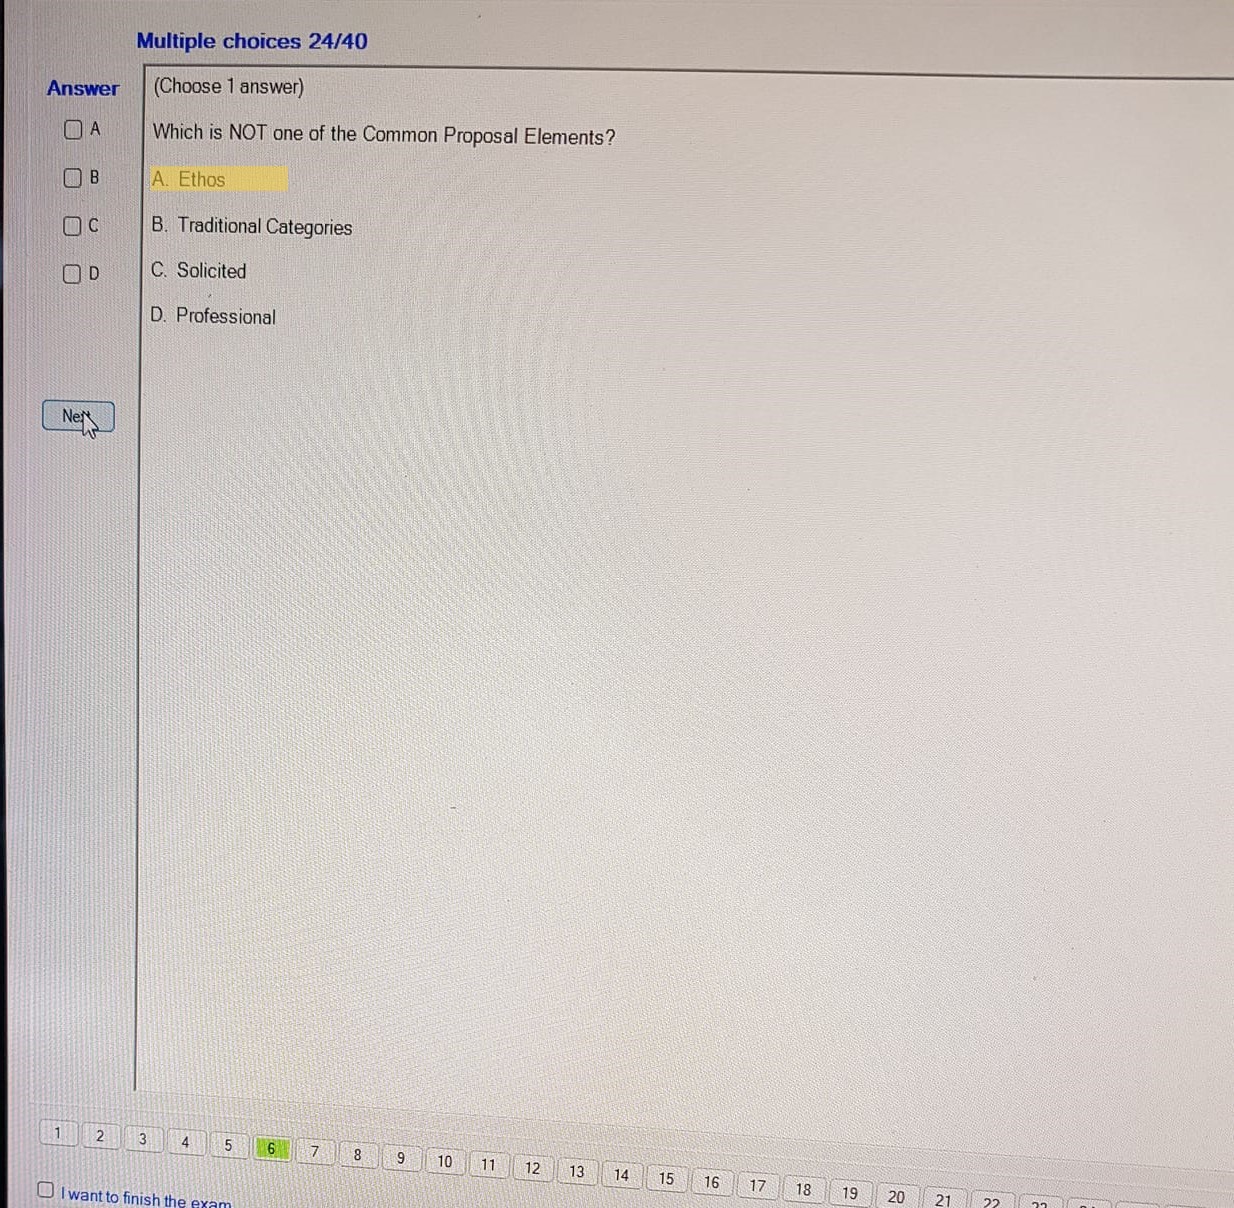 Multiple choices 24/40
Answer
(Choose 1 answer)
A
Which is NOT one of the Common Proposal Elements?
B
A. Ethos
C
B. Traditional Categories
D
C. Solicited
D. Professional
1 2 3 4 5 6 7 8 9 10 11 12 13 14 15 16 17 18 19 20 21 22
I want to finish the exam